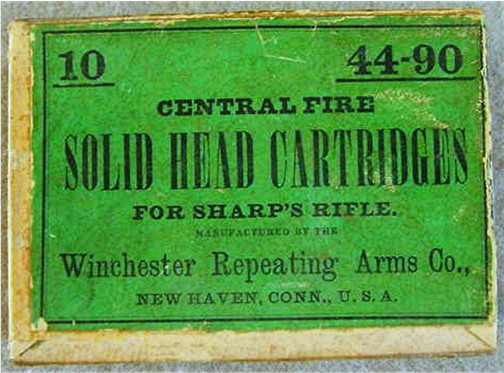 10 44-90
CENTRAL FIRE
SOLID HEAD CARTRIDGES
FOR SHARP'S RIFLE.
MANUFACTURED BY THE
Winchester Repeating Arms Co.,
NEW HAVEN, CONN., U.S.A.